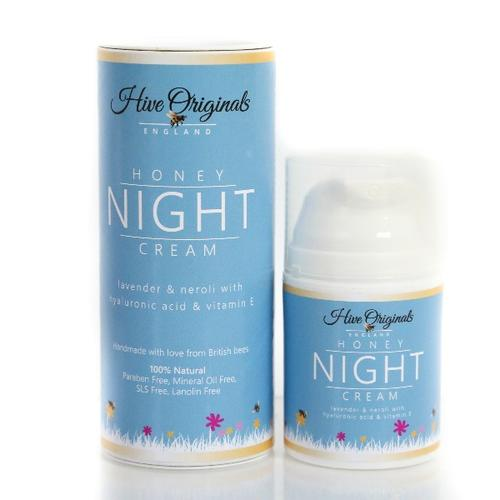 Hive Originals
ENGLAND
HONEY
NIGHT
CREAM
lavender & neroli with
hyaluronic acid & vitamin E
Handmade with love from British bees
100% Natural
Paraben Free, Mineral Oil Free,
SLS Free, Lanolin Free
Hive Originals
ENGLAND
HONEY
NIGHT
CREAM
lavender & neroli with
hyaluronic acid & vitamin E